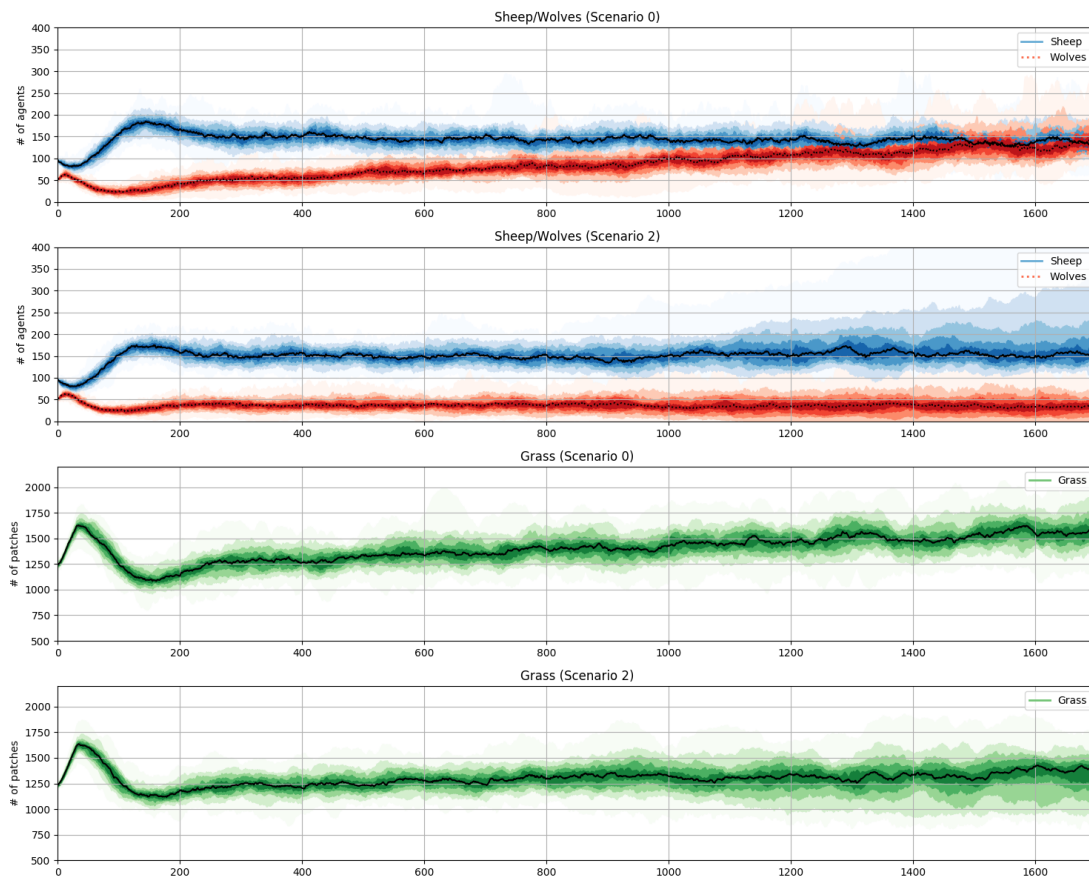 Sheep/Wolves (Scenario 0)
# of agents
400
350
300
250
200
150
100
50
0
Sheep
Wolves
0 200 400 600 800 1000 1200 1400 1600
Sheep/Wolves (Scenario 2)
# of agents
400
350
300
250
200
150
100
50
0
Sheep
Wolves
0 200 400 600 800 1000 1200 1400 1600
Grass (Scenario 0)
# of patches
2000
1750
1500
1250
1000
750
500
Grass
0 200 400 600 800 1000 1200 1400 1600
Grass (Scenario 2)
# of patches
2000
1750
1500
1250
1000
750
500
Grass
0 200 400 600 800 1000 1200 1400 1600